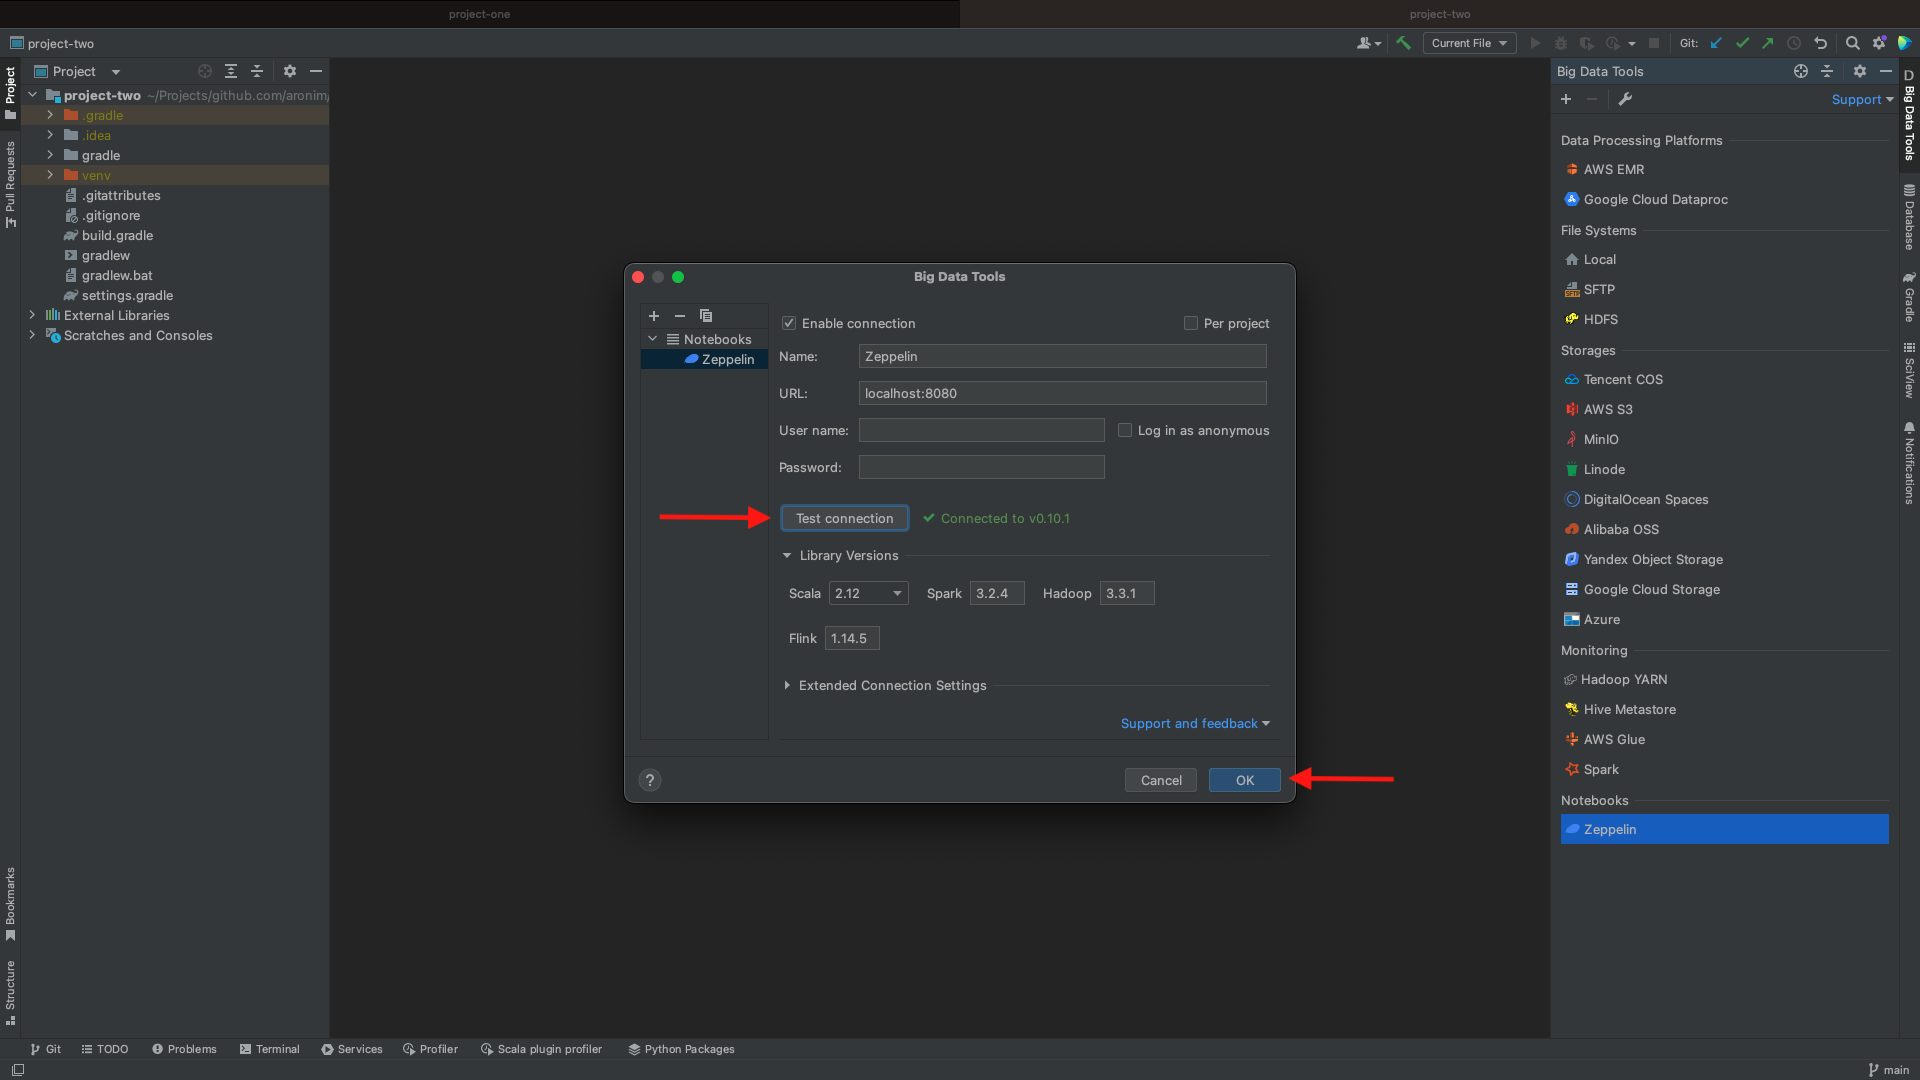 project-one
project-two
project-two
Current File
Git:
Project
project-two ~/Projects/github.com/aronim/
.gradle
.idea
gradle
venv
.gitattributes
.gitignore
build.gradle
gradlew
gradlew.bat
settings.gradle
External Libraries
Scratches and Consoles
Project
Pull Requests
Bookmarks
Structure
Big Data Tools
Notebooks
Zeppelin
Enable connection
Per project
Name:
Zeppelin
URL:
localhost:8080
User name:
Log in as anonymous
Password:
Test connection
Connected to v0.10.1
Library Versions
Scala
2.12
Spark
3.2.4
Hadoop
3.3.1
Flink
1.14.5
Extended Connection Settings
Support and feedback
?
Cancel
OK
Big Data Tools
Support
Data Processing Platforms
AWS EMR
Google Cloud Dataproc
File Systems
Local
SFTP
HDFS
Storages
Tencent COS
AWS S3
MinIO
Linode
DigitalOcean Spaces
Alibaba OSS
Yandex Object Storage
Google Cloud Storage
Azure
Monitoring
Hadoop YARN
Hive Metastore
AWS Glue
Spark
Notebooks
Zeppelin
D
Big Data Tools
Database
Gradle
SciView
Notifications
Git
TODO
Problems
Terminal
Services
Profiler
Scala plugin profiler
Python Packages
main